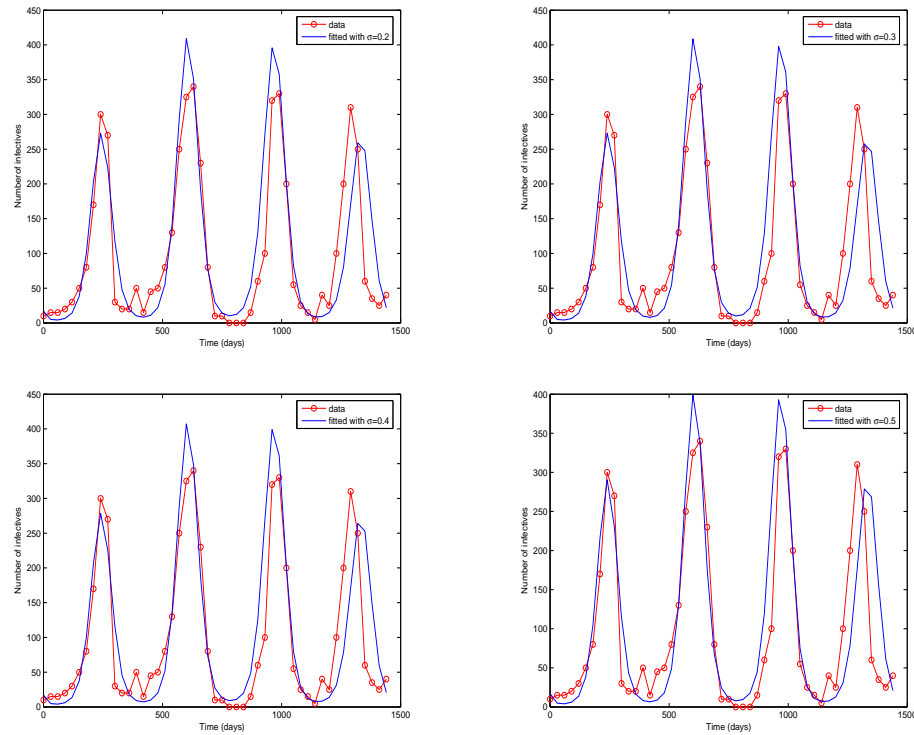 450
400
350
300
250
200
150
100
50
0
Number of infectives
0 500 1000 1500
Time (days)
data
fitted with σ=0.2
450
400
350
300
250
200
150
100
50
0
Number of infectives
0 500 1000 1500
Time (days)
data
fitted with σ=0.3
450
400
350
300
250
200
150
100
50
0
Number of infectives
0 500 1000 1500
Time (days)
data
fitted with σ=0.4
400
350
300
250
200
150
100
50
0
Number of infectives
0 500 1000 1500
Time (days)
data
fitted with σ=0.5